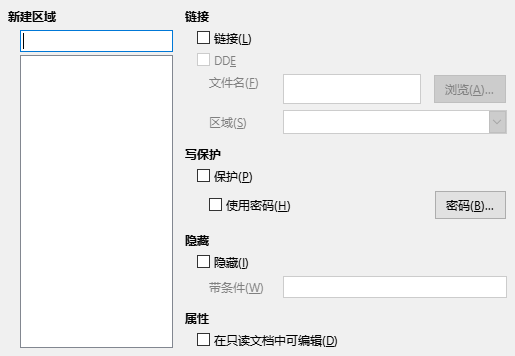 新建区域
链接
链接(L)
DDE
文件名(F)
浏览(A)...
区域(S)
写保护
保护(P)
使用密码(H)
密码(B)...
隐藏
隐藏(I)
带条件(W)
属性
在只读文档中可编辑(D)